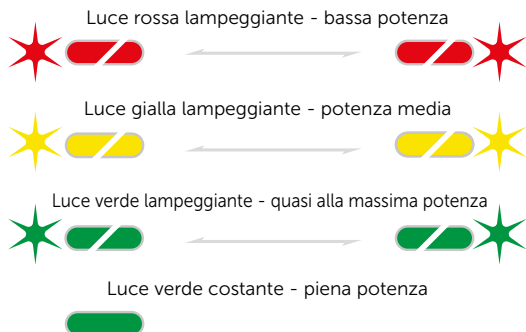 Luce rossa lampeggiante - bassa potenza
Luce gialla lampeggiante - potenza media
Luce verde lampeggiante - quasi alla massima potenza
Luce verde costante - piena potenza